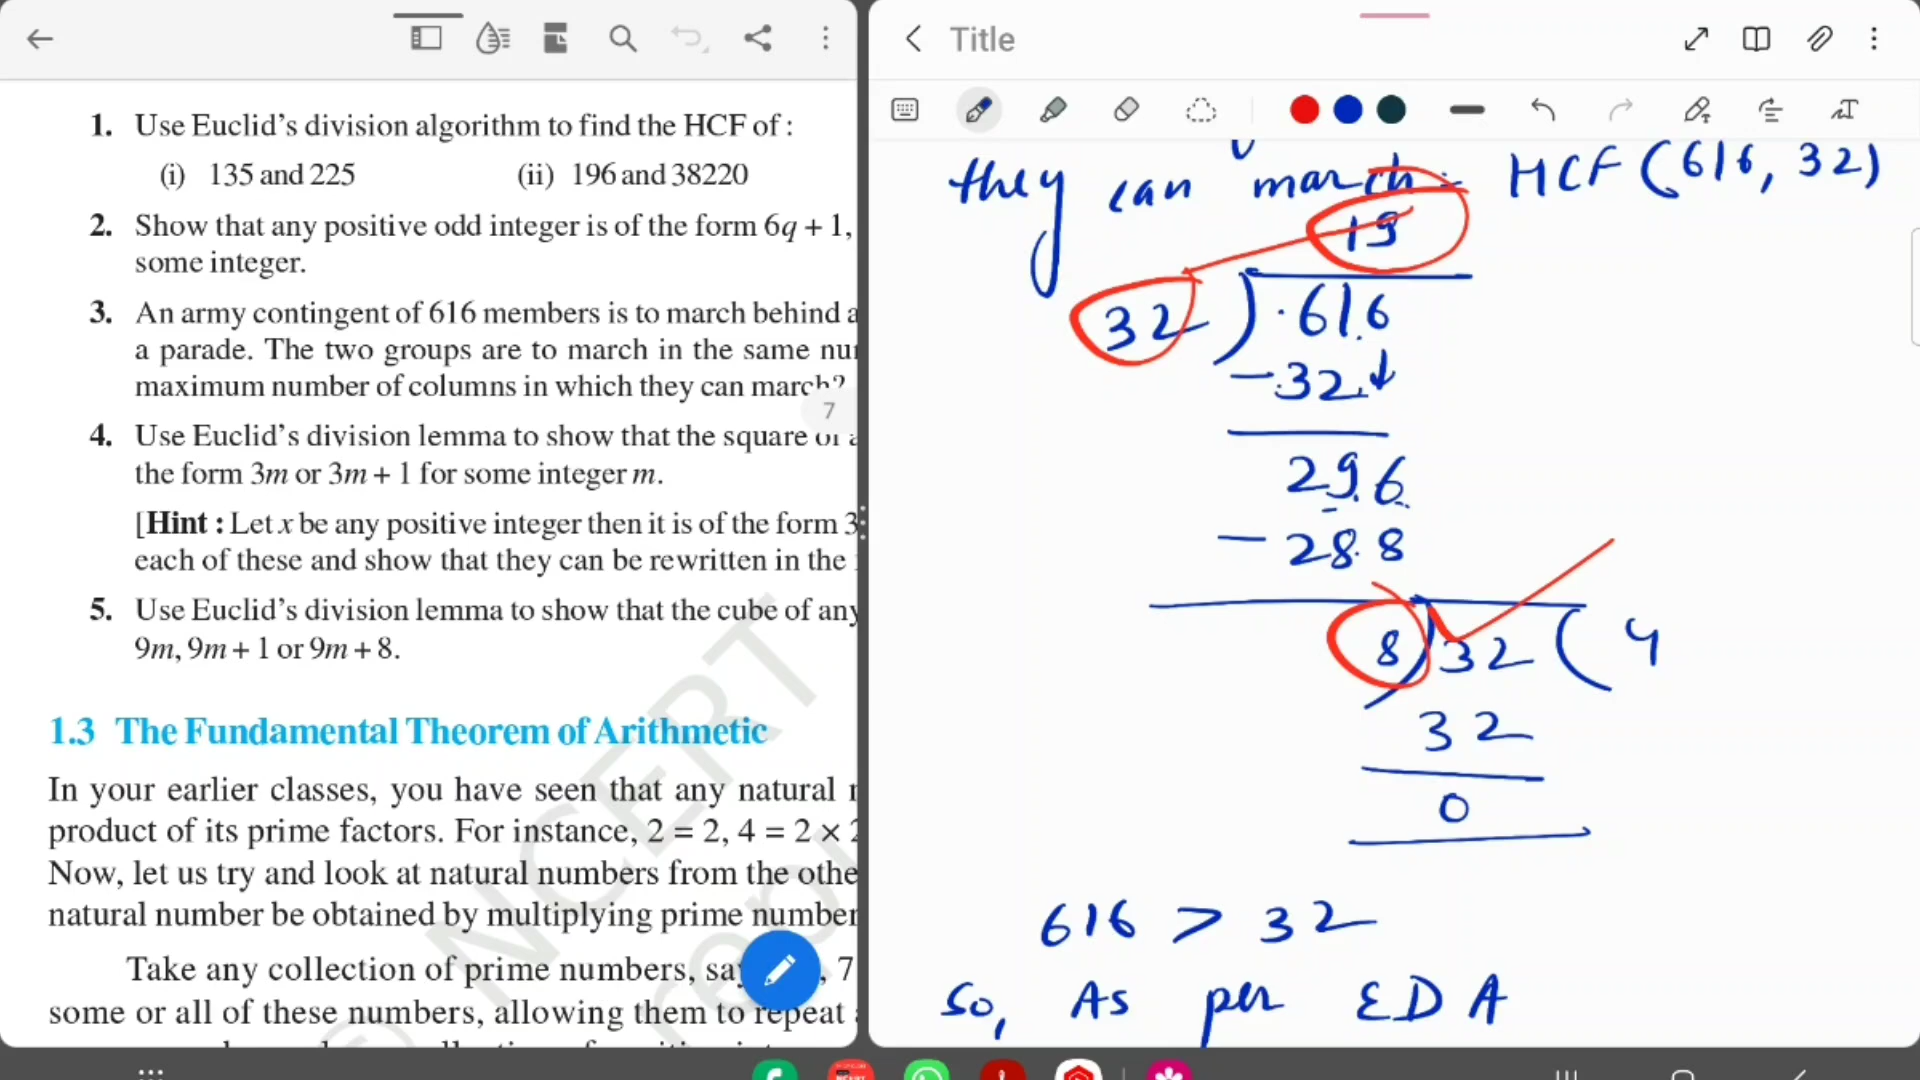 Title
1. Use Euclid's division algorithm to find the HCF of :
(i) 135 and 225 (ii) 196 and 38220
2. Show that any positive odd integer is of the form 6q + 1,
some integer.
3. An army contingent of 616 members is to march behind a
a parade. The two groups are to march in the same
maximum number of columns in which they can march?
7
4. Use Euclid's division lemma to show that the square of a
the form 3m or 3m + 1 for some integer m.
[Hint : Let x be any positive integer then it is of the form 3
each of these and show that they can be rewritten in the
5. Use Euclid's division lemma to show that the cube of any
9m, 9m + 1 or 9m + 8.
1.3 The Fundamental Theorem of Arithmetic
In your earlier classes, you have seen that any natural
product of its prime factors. For instance, 2 = 2, 4 = 2 ×
Now, let us try and look at natural numbers from the othe
natural number be obtained by multiplying prime number
Take any collection of prime numbers, say , 7
some or all of these numbers, allowing them to repeat
© NCERT
they can march = HCF (616, 32)
19
32 ) 616
- 32 ↓
296
- 288
8 ) 32 ( 4
32
0
616 > 32
So, As per EDA